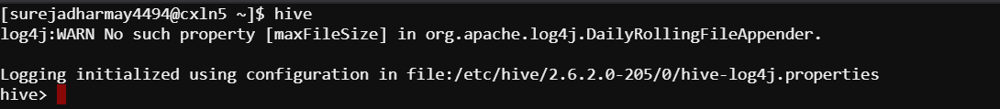 [surejadharmay4494@cxln5 ~]$ hive
log4j:WARN No such property [maxFileSize] in org.apache.log4j.DailyRollingFileAppender.
Logging initialized using configuration in file:/etc/hive/2.6.2.0-205/0/hive-log4j.properties
hive>